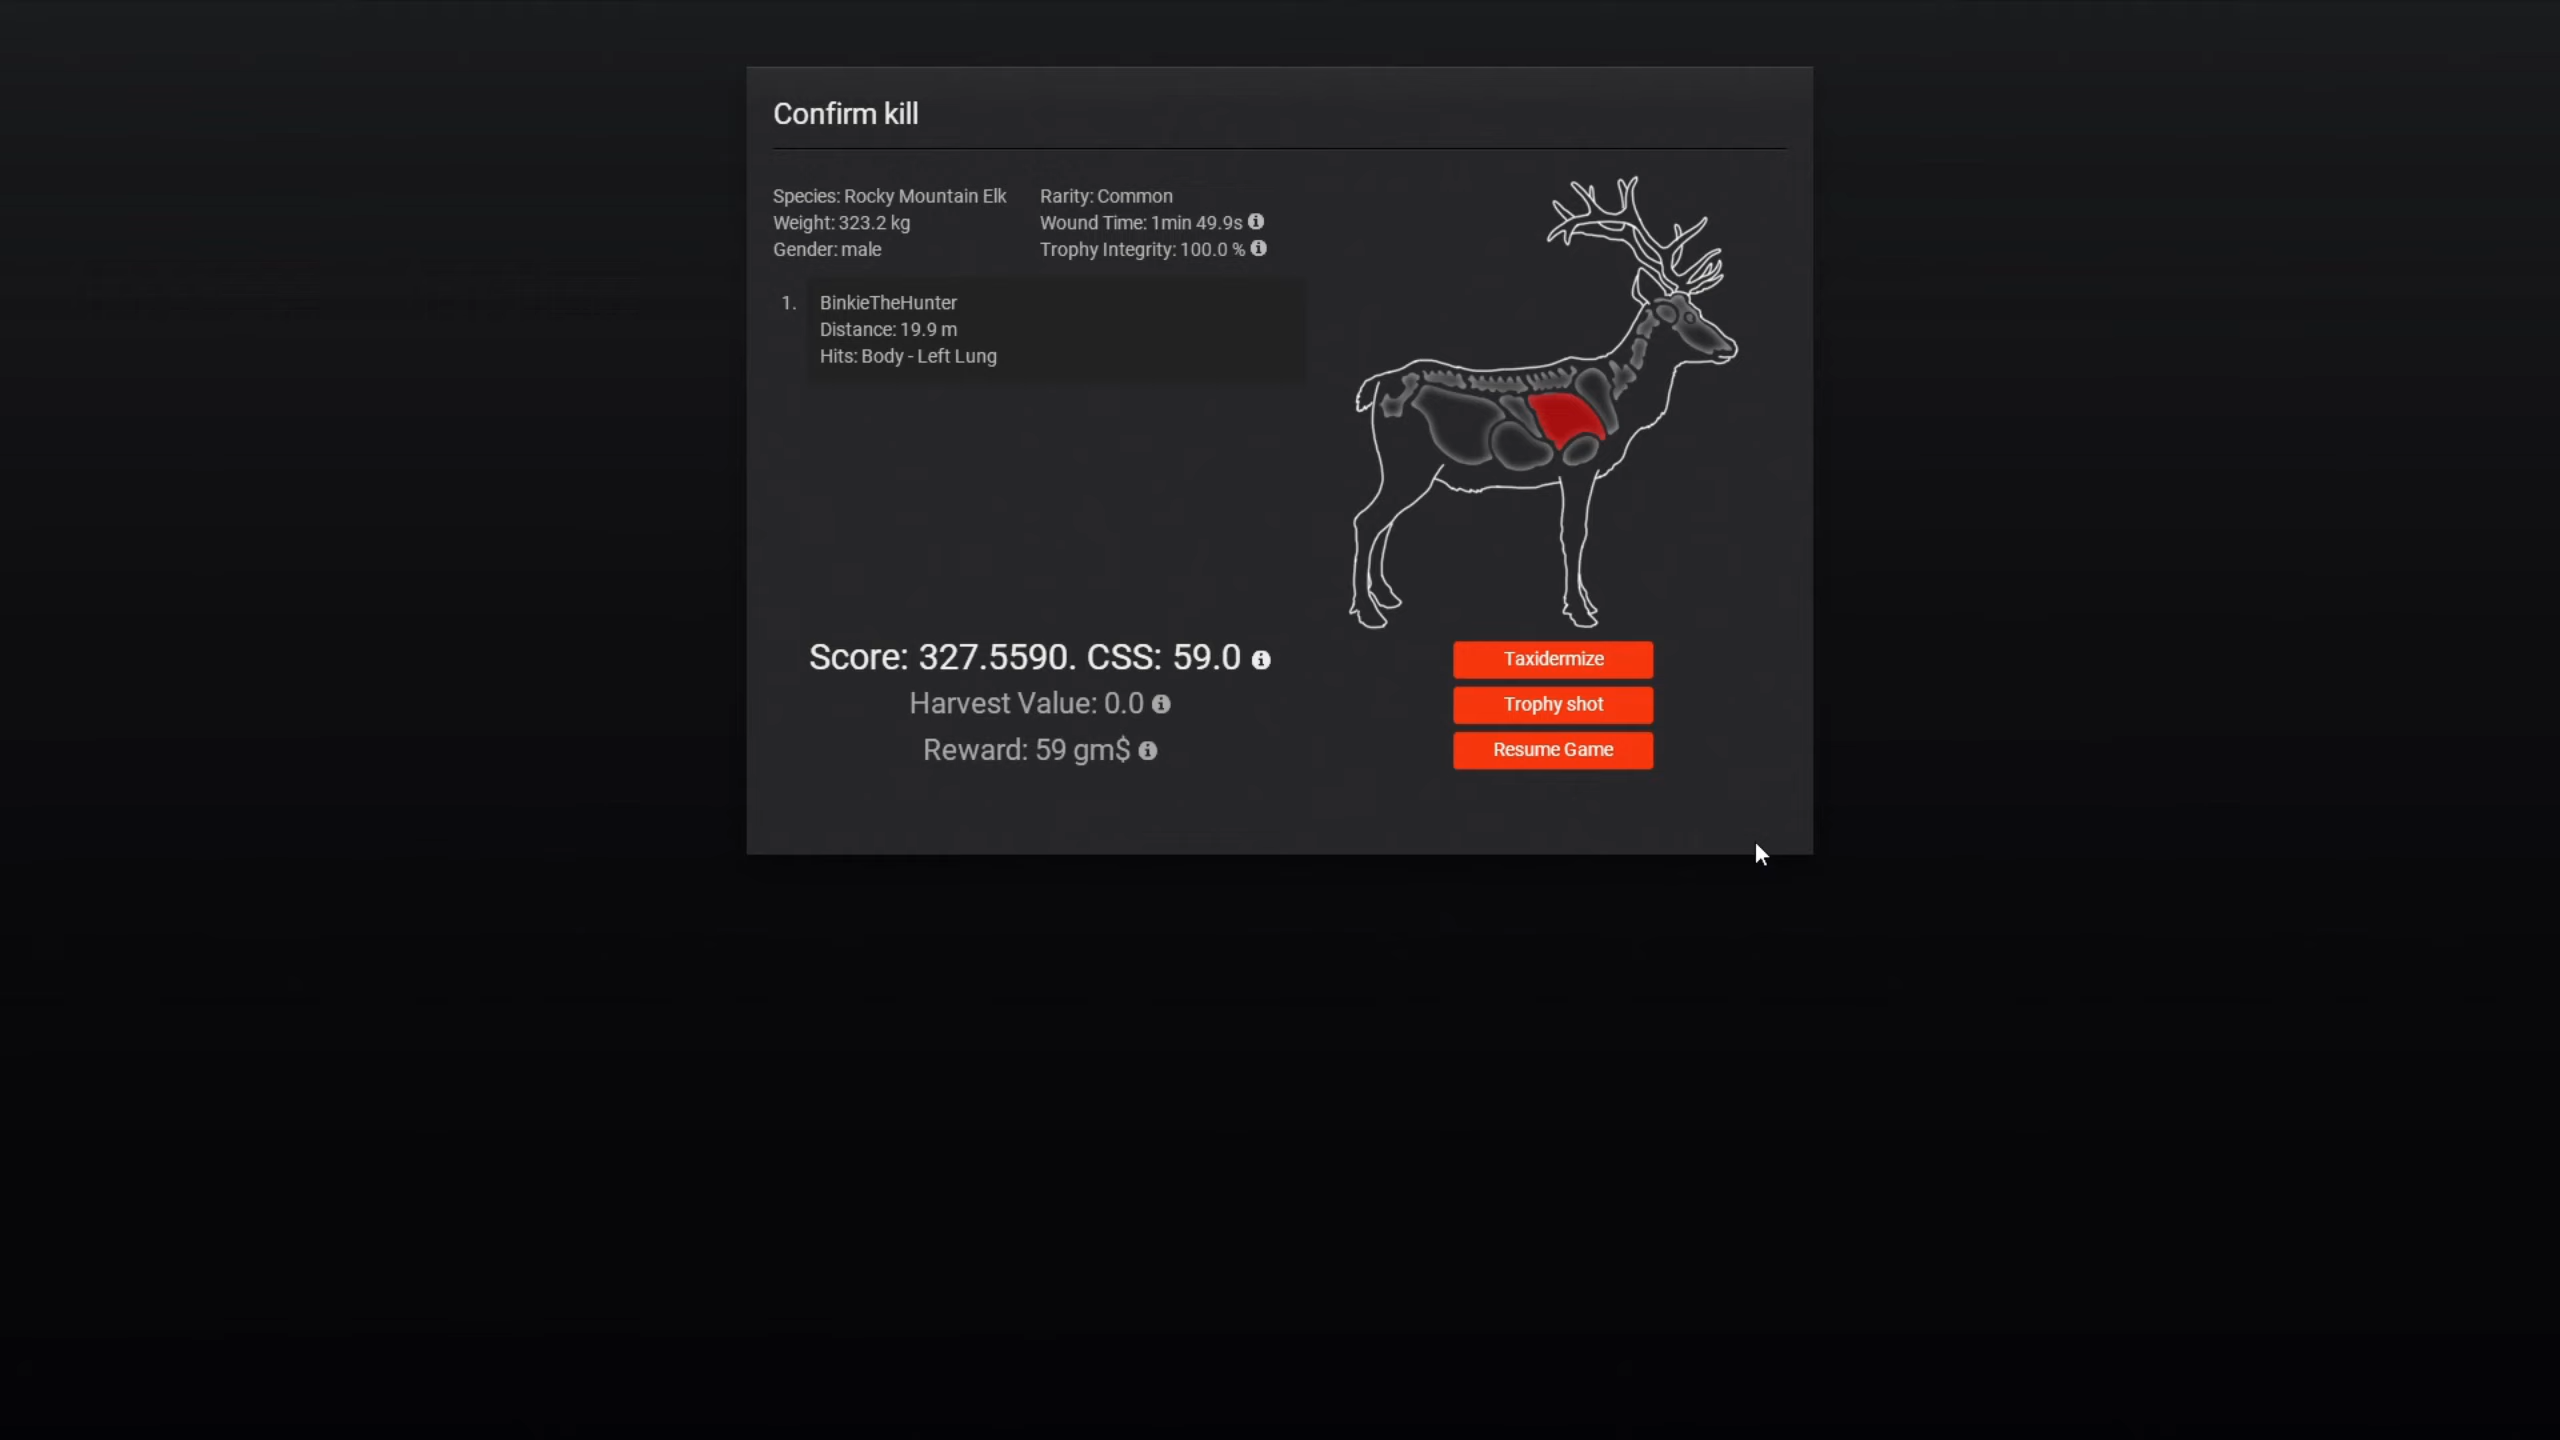 Confirm kill
Species: Rocky Mountain Elk
Weight: 323.2 kg
Gender: male
Rarity: Common
Wound Time: 1min 49.9s
Trophy Integrity: 100.0 %
1.
BinkieTheHunter
Distance: 19.9 m
Hits: Body - Left Lung
Score: 327.5590. CSS: 59.0
Harvest Value: 0.0
Reward: 59 gm$
Taxidermize
Trophy shot
Resume Game